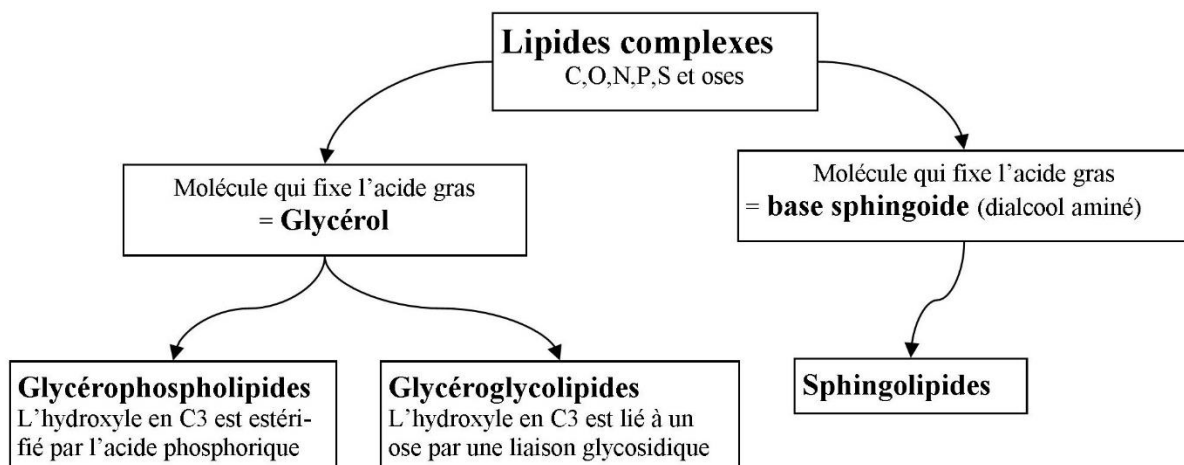 Lipides complexes
C,O,N,P,S et oses
Molécule qui fixe l’acide gras
= Glycérol
Molécule qui fixe l’acide gras
= base sphingoide (dialcool aminé)
Glycérophospholipides
L’hydroxyle en C3 est estéri-
fié par l’acide phosphorique
Glycéroglycolipides
L’hydroxyle en C3 est lié à un
ose par une liaison glycosidique
Sphingolipides